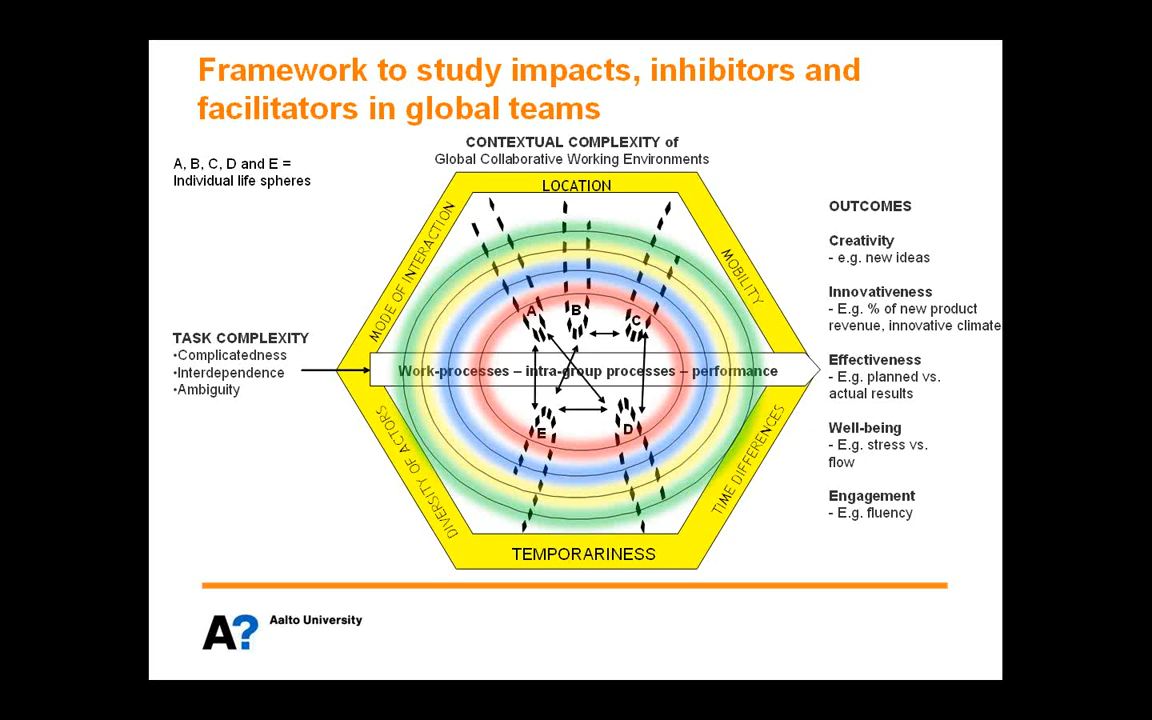 Framework to study impacts, inhibitors and
facilitators in global teams
CONTEXTUAL COMPLEXITY of
Global Collaborative Working Environments
A, B, C, D and E =
Individual life spheres
LOCATION
MODE OF INTERACTION
MOBILITY
A
B
C
TASK COMPLEXITY
•Complicatedness
•Interdependence
•Ambiguity
Work-processes – intra-group processes – performance
E
D
DIVERSITY OF ACTORS
TIME DIFFERENCES
TEMPORARINESS
OUTCOMES
Creativity
- e.g. new ideas
Innovativeness
- E.g. % of new product
revenue, innovative climate
Effectiveness
- E.g. planned vs.
actual results
Well-being
- E.g. stress vs.
flow
Engagement
- E.g. fluency
A?
Aalto University